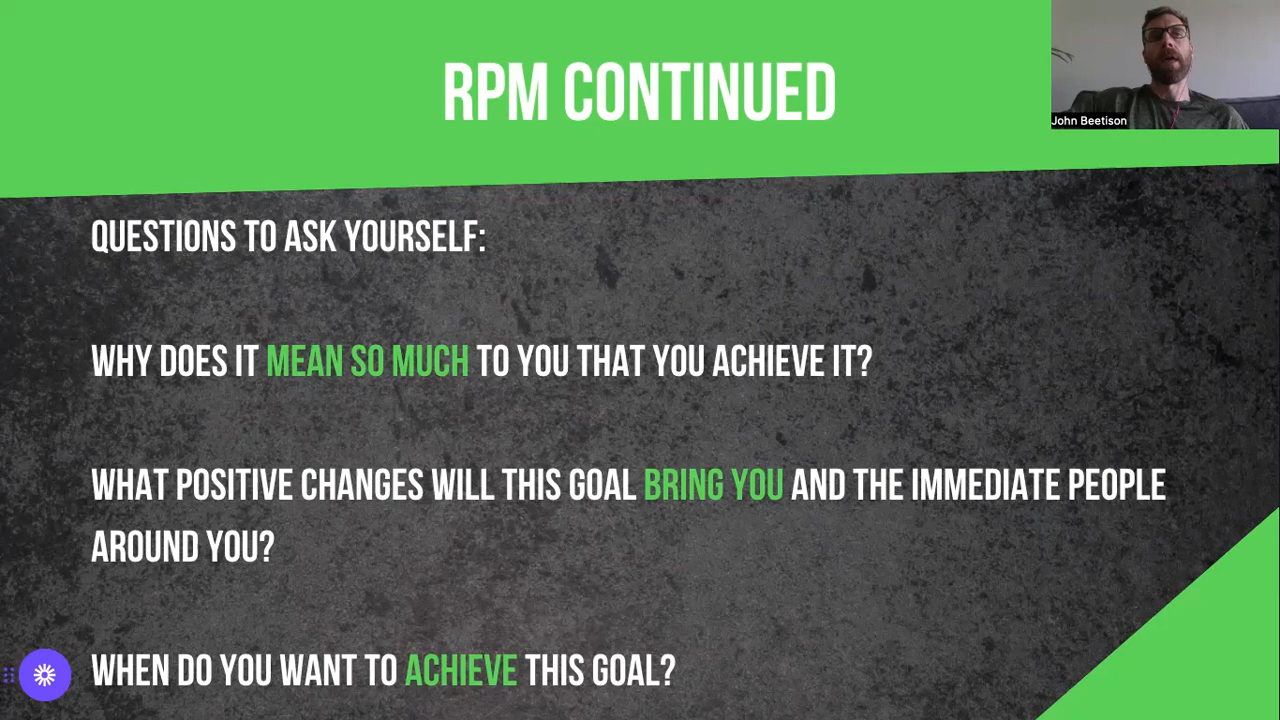 RPM CONTINUED
John Beetison
QUESTIONS TO ASK YOURSELF:
WHY DOES IT MEAN SO MUCH TO YOU THAT YOU ACHIEVE IT?
WHAT POSITIVE CHANGES WILL THIS GOAL BRING YOU AND THE IMMEDIATE PEOPLE
AROUND YOU?
WHEN DO YOU WANT TO ACHIEVE THIS GOAL?